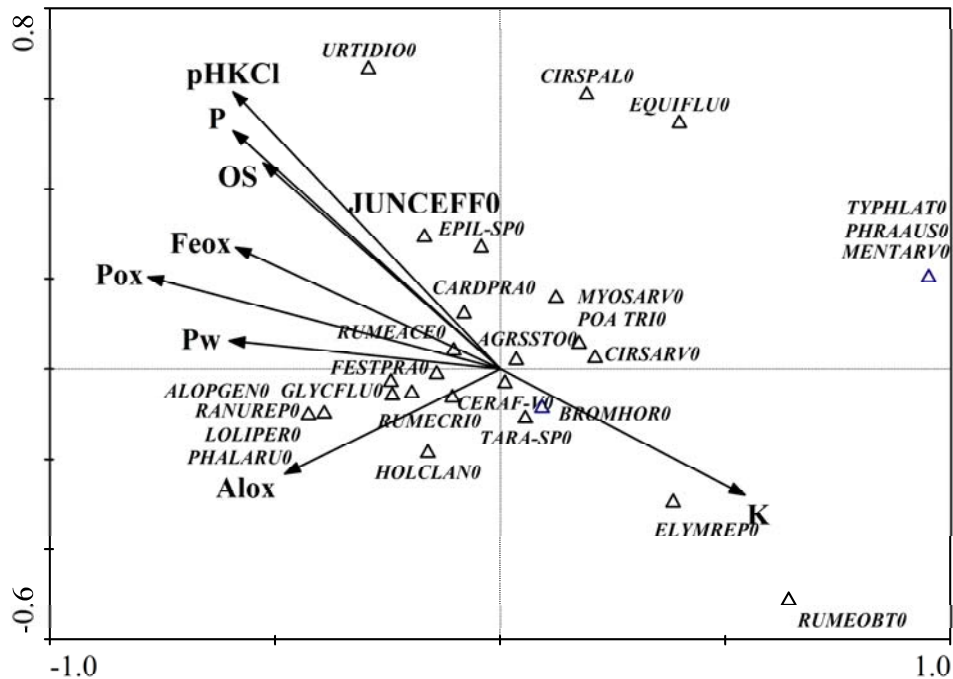 0.8
URTIDIO0
pHKCl
CIRSPAL0
P
EQUIFLU0
OS
JUNCEFF0
TYPHLAT0
EPIL-SP0
PHRAAUS0
Feox
MENTARV0
Pox
CARDPRA0
MYOSARV0
POA TRI0
Pw
RUMEACE0
AGRSSTO0
CIRSARV0
FESTPRA0
ALOPGEN0
GLYCFLU0
CERAF-V0
RANUREP0
RUMECRI0
BROMHOR0
LOLIPER0
TARA-SP0
PHALARU0
HOLCLAN0
Alox
K
ELYMREP0
-0.6
RUMEOBT0
-1.0
1.0